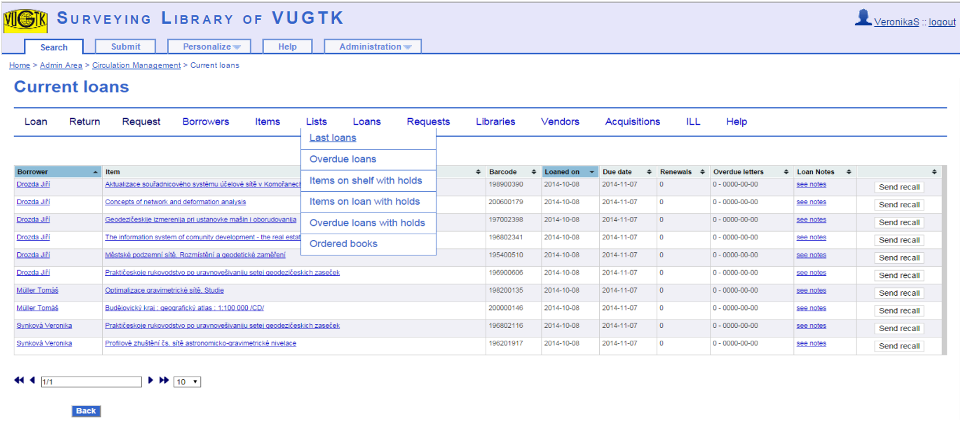 VÚGTK SURVEYING LIBRARY OF VUGTK
VeronikaS :: logout
Search Submit Personalize Help Administration
Home > Admin Area > Circulation Management > Current loans
Current loans
Loan Return Request Borrowers Items Lists Loans Requests Libraries Vendors Acquisitions ILL Help
Last loans
Overdue loans
Items on shelf with holds
Items on loan with holds
Overdue loans with holds
Ordered books
Borrower Item Barcode Loaned on Due date Renewals Overdue letters Loan Notes
Drozda Jiří Aktualizace souřadnicového systému účelové sítě v Komořanech 198900390 2014-10-08 2014-11-07 0 0 - 0000-00-00 see notes Send recall
Drozda Jiří Concepts of network and deformation analysis 200600179 2014-10-08 2014-11-07 0 0 - 0000-00-00 see notes Send recall
Drozda Jiří Geodezičeskije izmerenija pri ustanovke mašin i oborudovanija 197002398 2014-10-08 2014-11-07 0 0 - 0000-00-00 see notes Send recall
Drozda Jiří The information system of comunity development - the real estat 196802341 2014-10-08 2014-11-07 0 0 - 0000-00-00 see notes Send recall
Drozda Jiří Městské podzemní sítě. Rozmístění a geodetické zaměření 195400510 2014-10-08 2014-11-07 0 0 - 0000-00-00 see notes Send recall
Drozda Jiří Praktičeskoje rukovodstvo po uravnovešivaniju setej geodezičeskich zaseček 196900606 2014-10-08 2014-11-07 0 0 - 0000-00-00 see notes Send recall
Müller Tomáš Optimalizace gravimetrické sítě. Studie 198200135 2014-10-08 2014-11-07 0 0 - 0000-00-00 see notes Send recall
Müller Tomáš Budějovický kraj : geografický atlas : 1:100 000 /CD/ 200000146 2014-10-08 2014-11-07 0 0 - 0000-00-00 see notes Send recall
Synková Veronika Praktičeskoje rukovodstvo po uravnovešivaniju setej geodezičeskich zaseček 196802116 2014-10-08 2014-11-07 0 0 - 0000-00-00 see notes Send recall
Synková Veronika Profilové zhuštění čs. sítě astronomicko-gravimetrické nivelace 196201917 2014-10-08 2014-11-07 0 0 - 0000-00-00 see notes Send recall
1/1 10
Back